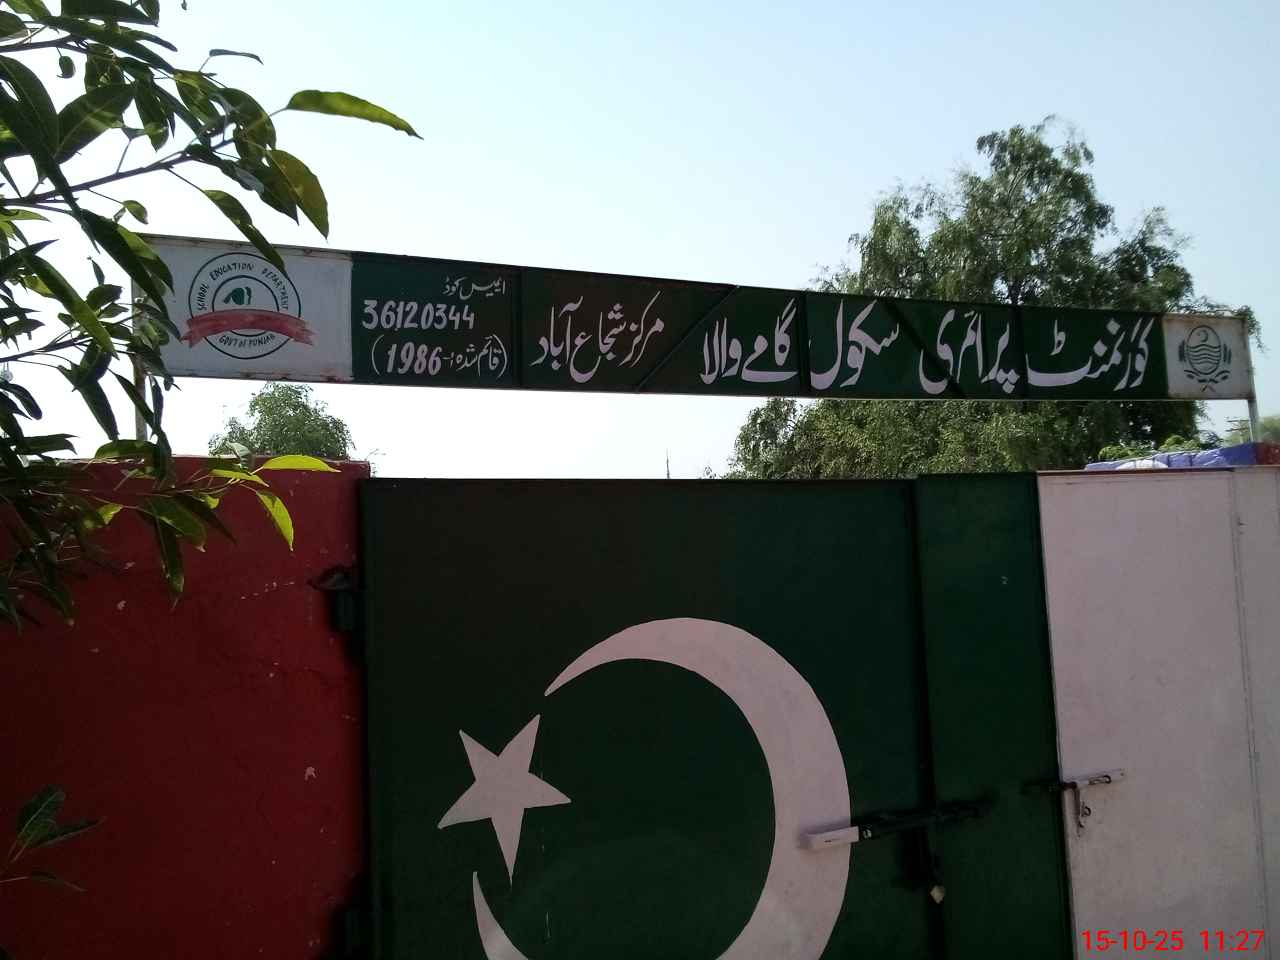 گورنمنٹ پرائمری سکول گامے والا مرکز شجاع آباد
ایمیس کوڈ
36120344
(قائم شدہ:- 1986)
SCHOOL EDUCATION DEPARTMENT
GOVT OF PUNJAB
15-10-25 11:27